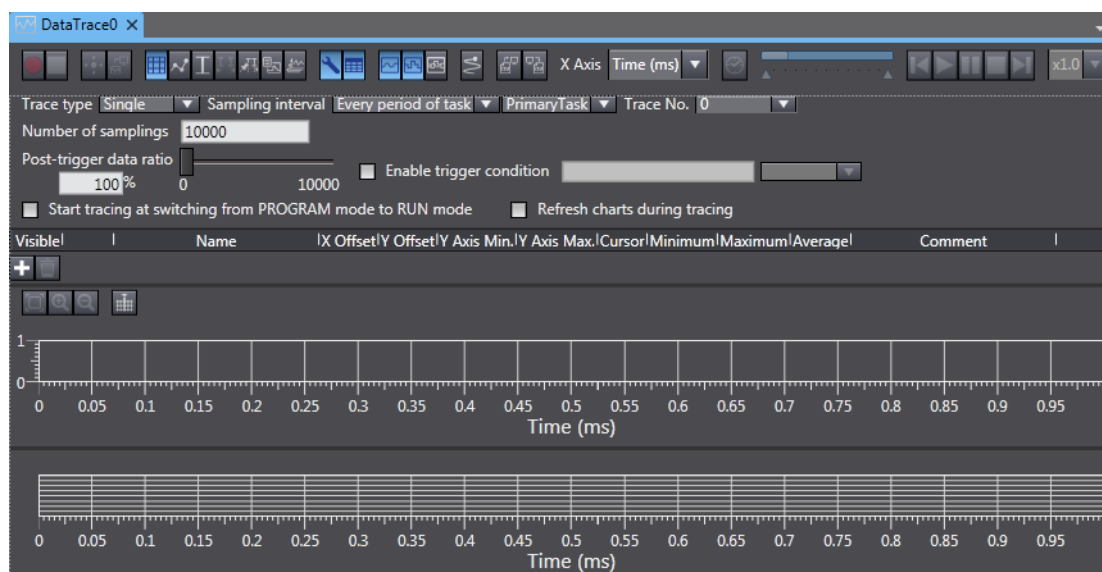 DataTrace0
X Axis Time (ms) x1.0
Trace type Single Sampling interval Every period of task PrimaryTask Trace No. 0
Number of samplings 10000
Post-trigger data ratio
100 % 0 10000 Enable trigger condition
Start tracing at switching from PROGRAM mode to RUN mode Refresh charts during tracing
Visible Name X Offset Y Offset Y Axis Min. Y Axis Max. Cursor Minimum Maximum Average Comment
1
0
0 0.05 0.1 0.15 0.2 0.25 0.3 0.35 0.4 0.45 0.5 0.55 0.6 0.65 0.7 0.75 0.8 0.85 0.9 0.95
Time (ms)
0 0.05 0.1 0.15 0.2 0.25 0.3 0.35 0.4 0.45 0.5 0.55 0.6 0.65 0.7 0.75 0.8 0.85 0.9 0.95
Time (ms)